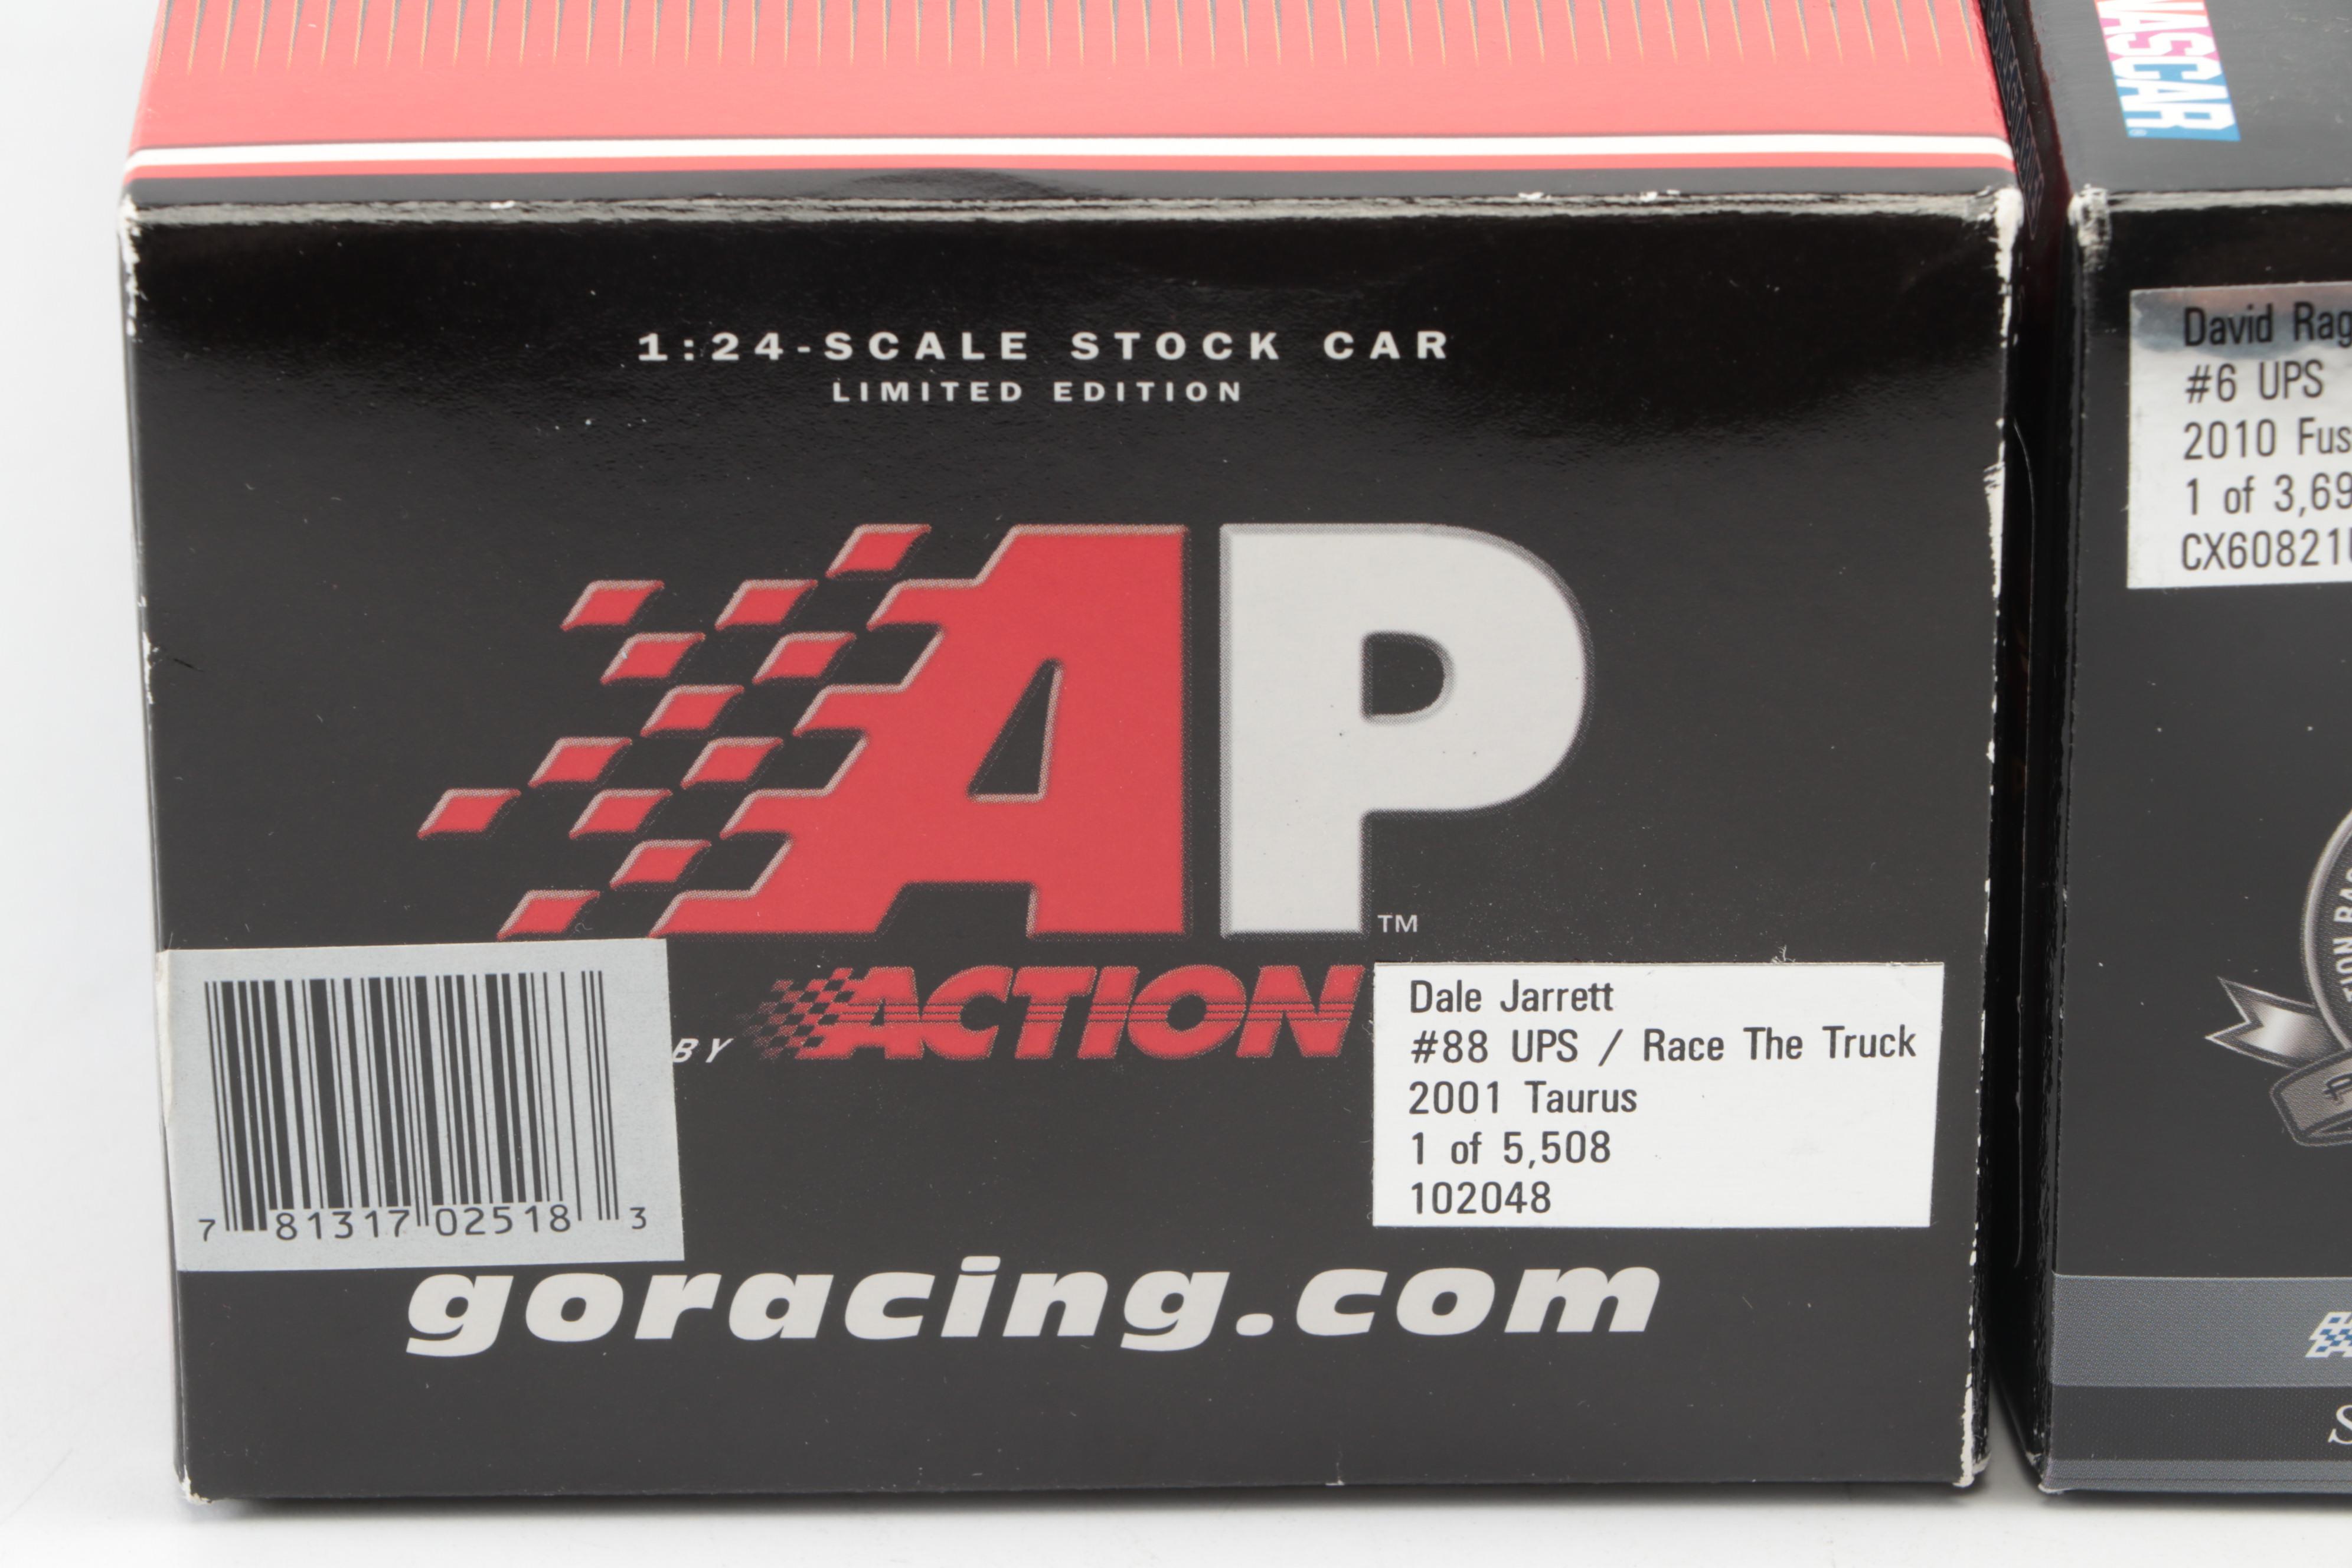 1:24-SCALE STOCK CAR
LIMITED EDITION
AP
TM
BY ACTION
Dale Jarrett
#88 UPS / Race The Truck
2001 Taurus
1 of 5,508
102048
7 81317 02518 3
goracing.com
NASCAR
David Rag
#6 UPS
2010 Fus
1 of 3,69
CX60821